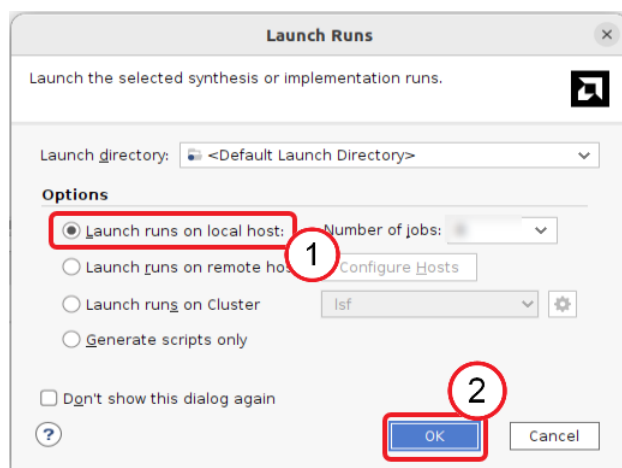 Launch Runs
Launch the selected synthesis or implementation runs.
Launch directory: <Default Launch Directory>
Options
Launch runs on local host: Number of jobs:
1
Launch runs on remote hos Configure Hosts
Launch runs on Cluster lsf
Generate scripts only
Don't show this dialog again
2
? OK Cancel